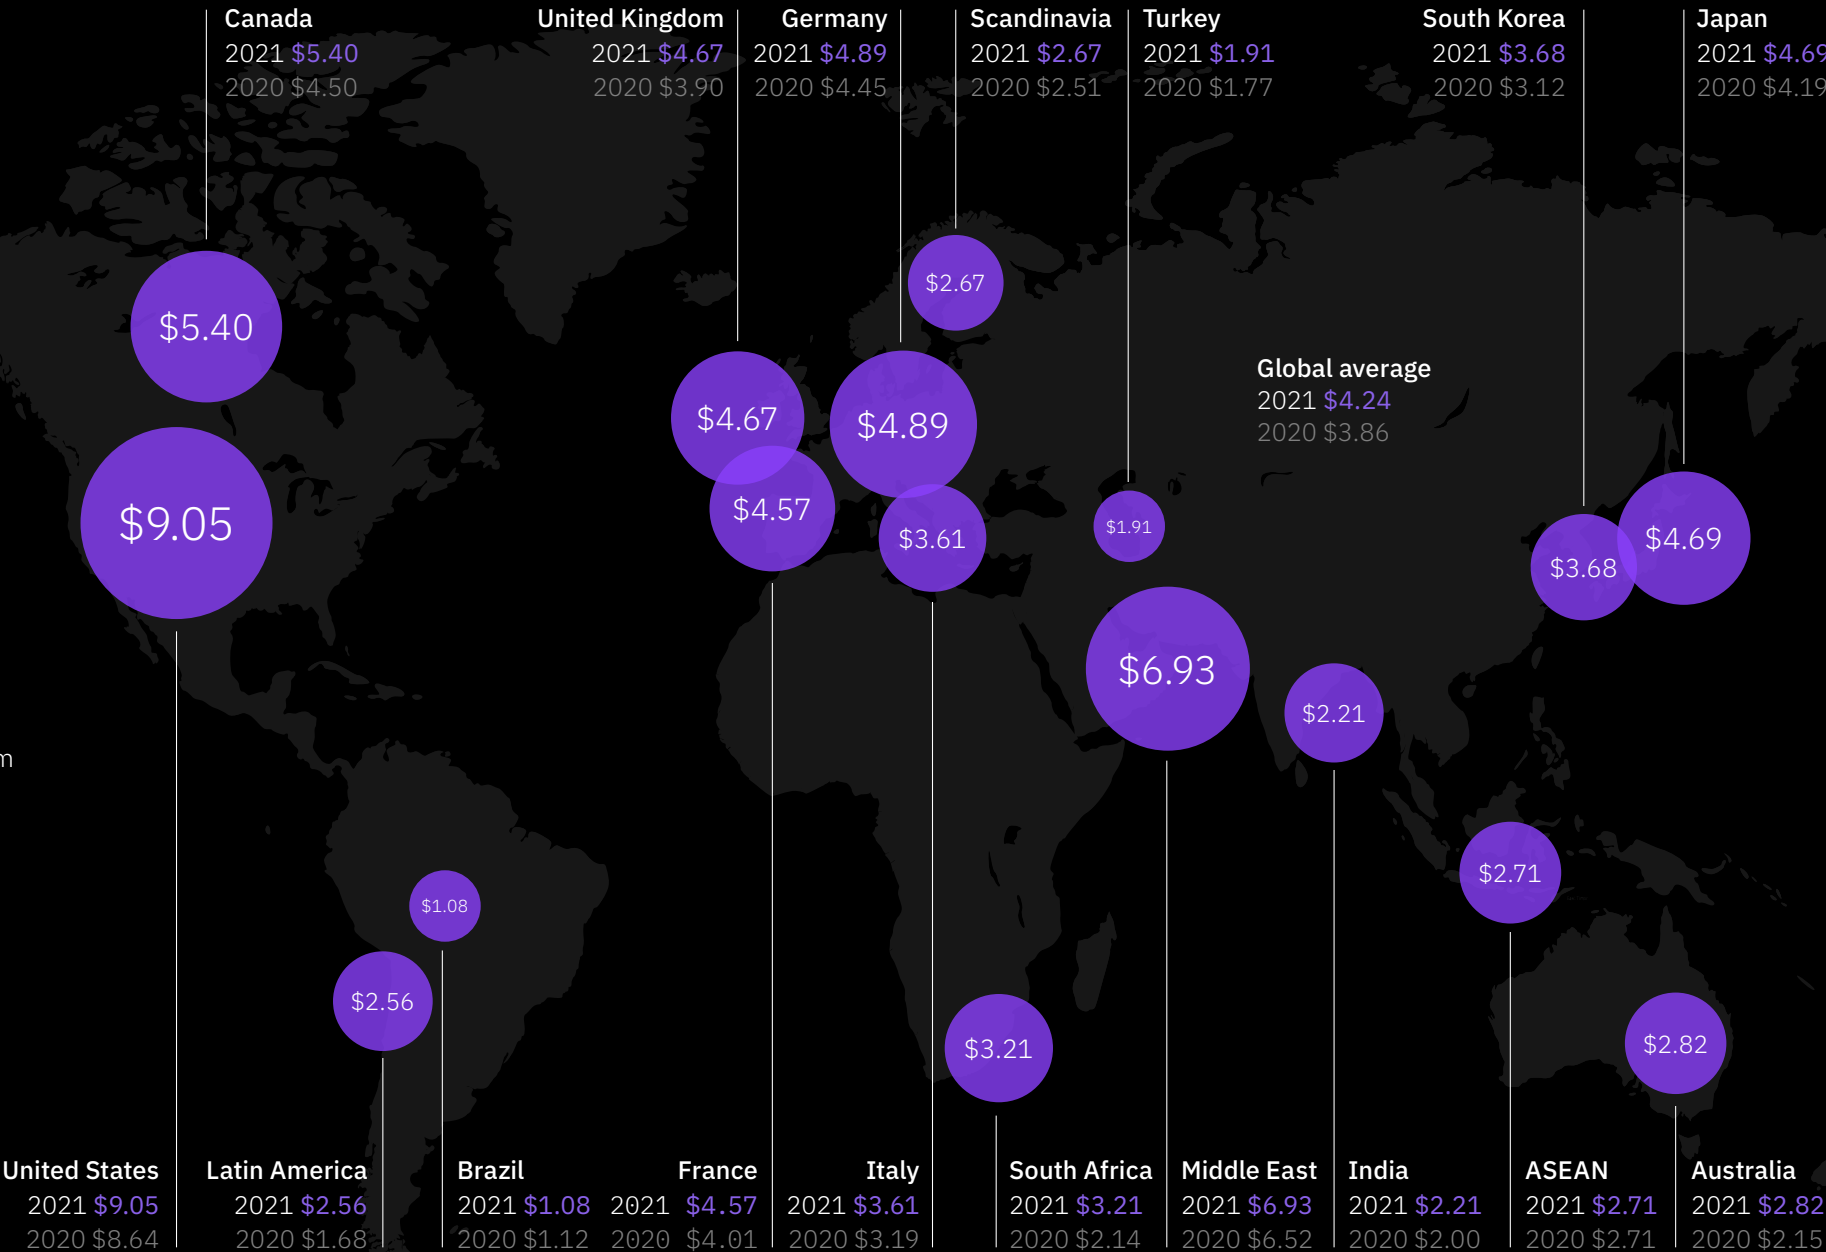 Canada
2021 $5.40
2020 $4.50
United Kingdom
2021 $4.67
2020 $3.90
Germany
2021 $4.89
2020 $4.45
Scandinavia
2021 $2.67
2020 $2.51
Turkey
2021 $1.91
2020 $1.77
South Korea
2021 $3.68
2020 $3.12
Japan
2021 $4.69
2020 $4.19
$2.67
$5.40
Global average
2021 $4.24
2020 $3.86
$4.67
$4.89
$9.05
$4.57
$3.61
$1.91
$3.68
$4.69
$6.93
$2.21
m
$2.71
$1.08
$2.56
$3.21
$2.82
United States
2021 $9.05
2020 $8.64
Latin America
2021 $2.56
2020 $1.68
Brazil
2021 $1.08
2020 $1.12
France
2021 $4.57
2020 $4.01
Italy
2021 $3.61
2020 $3.19
South Africa
2021 $3.21
2020 $2.14
Middle East
2021 $6.93
2020 $6.52
India
2021 $2.21
2020 $2.00
ASEAN
2021 $2.71
2020 $2.71
Australia
2021 $2.82
2020 $2.15